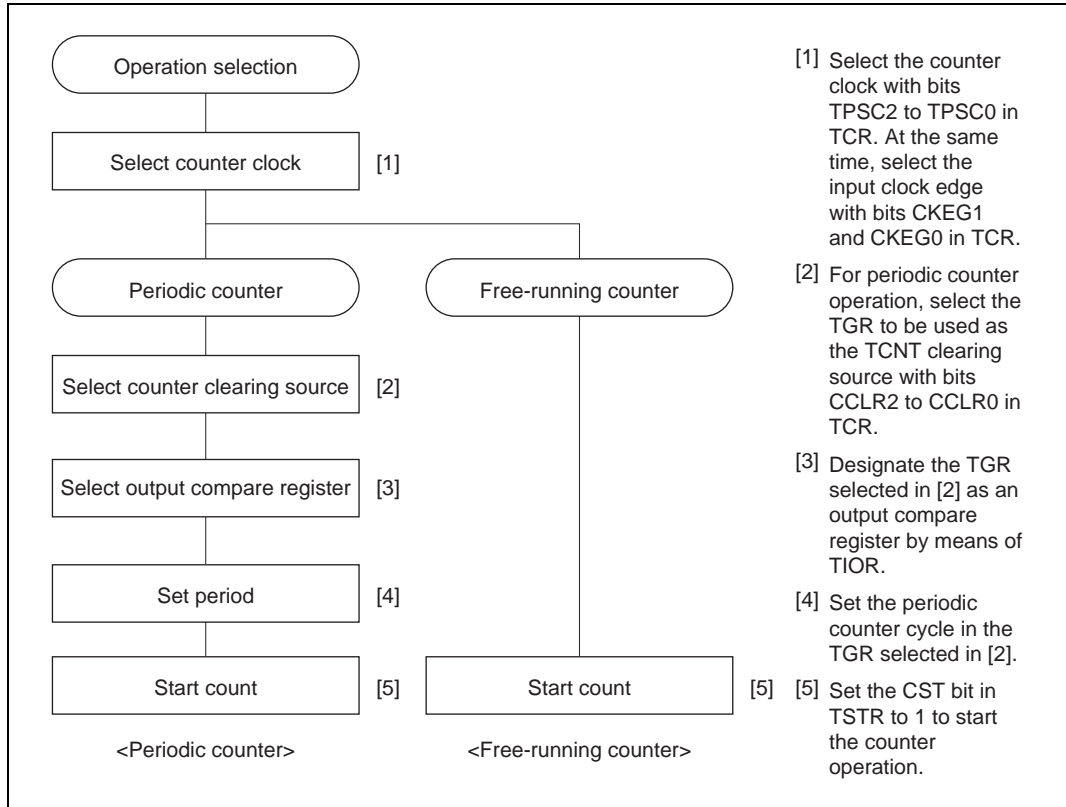 Operation selection
Select counter clock [1]
Periodic counter
Free-running counter
Select counter clearing source [2]
Select output compare register [3]
Set period [4]
Start count [5]
Start count [5]
<Periodic counter>
<Free-running counter>
[1] Select the counter
clock with bits
TPSC2 to TPSC0 in
TCR. At the same
time, select the
input clock edge
with bits CKEG1
and CKEG0 in TCR.
[2] For periodic counter
operation, select the
TGR to be used as
the TCNT clearing
source with bits
CCLR2 to CCLR0 in
TCR.
[3] Designate the TGR
selected in [2] as an
output compare
register by means of
TIOR.
[4] Set the periodic
counter cycle in the
TGR selected in [2].
[5] Set the CST bit in
TSTR to 1 to start
the counter
operation.